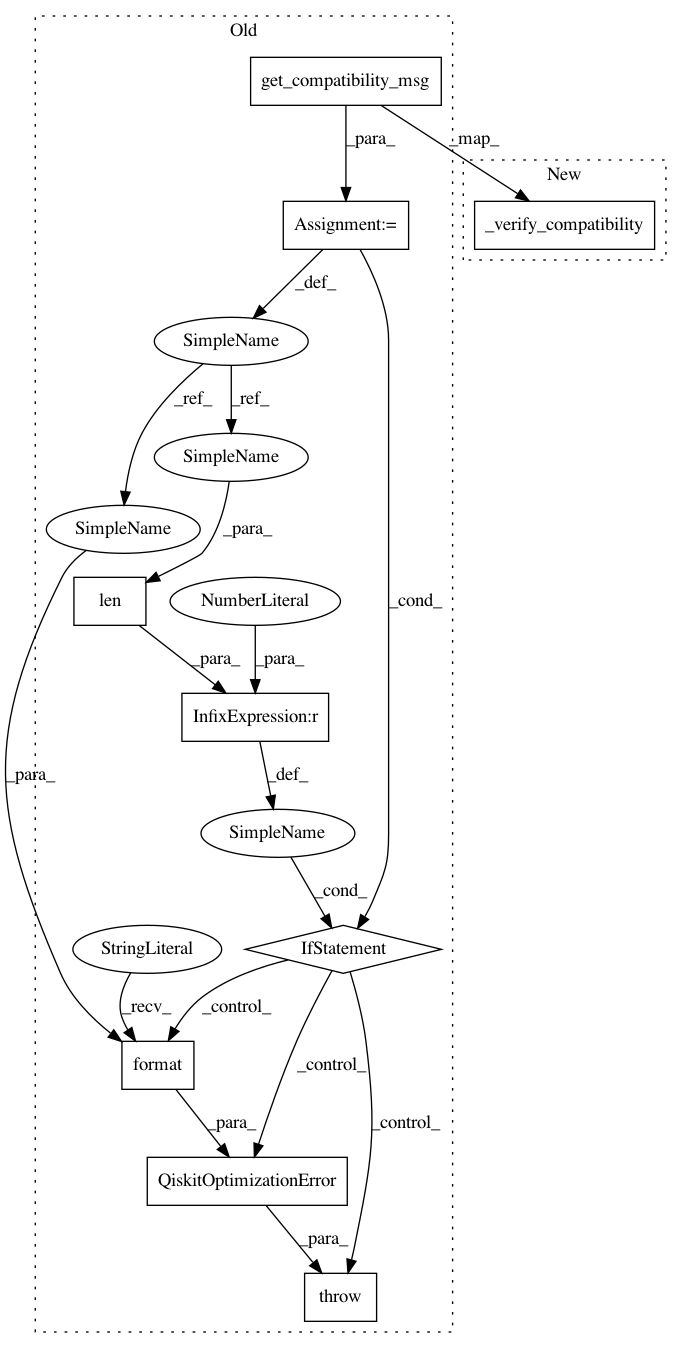 Old
get_compatibility_msg
_para_
_map_
New
Assignment:=
_verify_compatibility
_def_
SimpleName
_ref_
_ref_
SimpleName
SimpleName
_para_
len
NumberLiteral
_cond_
_para_
_para_
InfixExpression:r
_para_
_def_
SimpleName
_cond_
StringLiteral
IfStatement
_recv_
_control_
format
_control_
_para_
_control_
QiskitOptimizationError
_para_
throw